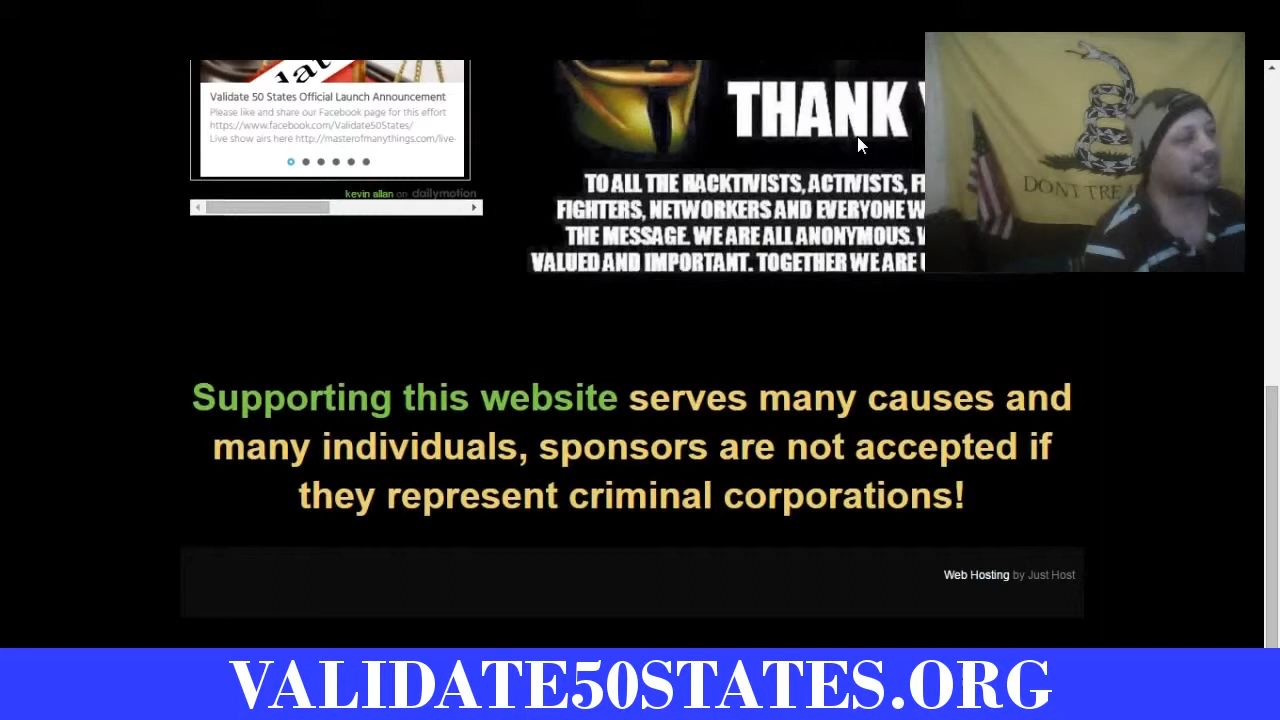 Validate 50 States Official Launch Announcement
Please like and share our Facebook page for this effort
https://www.facebook.com/Validate50States/
Live show airs here http://masterofmanythings.com/live-
kevin allan on dailymotion
THANK
TO ALL THE HACKTIVISTS, ACTIVISTS,
FIGHTERS, NETWORKERS AND EVERYONE
THE MESSAGE. WE ARE ALL ANONYMOUS.
VALUED AND IMPORTANT. TOGETHER WE ARE
DON'T TREA
Supporting this website serves many causes and
many individuals, sponsors are not accepted if
they represent criminal corporations!
Web Hosting by Just Host
VALIDATE50STATES.ORG